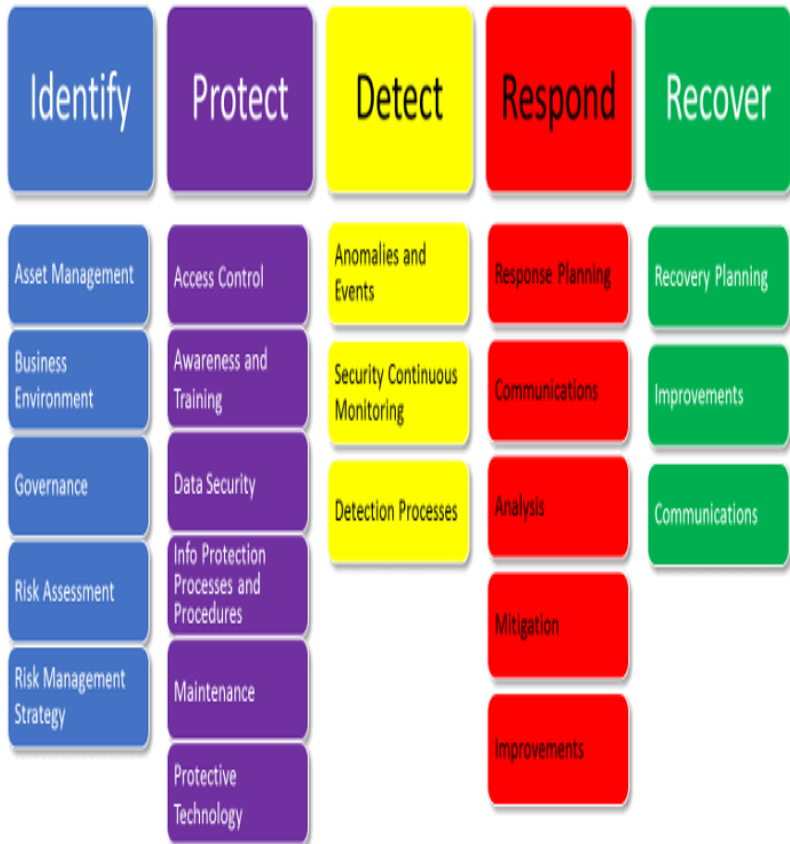 Identify
Protect
Detect
Respond
Recover
Asset Management
Business
Environment
Governance
Risk Assessment
Risk Management
Strategy
Access Control
Awareness and
Training
Data Security
Info Protection
Processes and
Procedures
Maintenance
Protective
Technology
Anomalies and
Events
Security Continuous
Monitoring
Detection Processes
Response Planning
Communications
Analysis
Mitigation
Improvements
Recovery Planning
Improvements
Communications